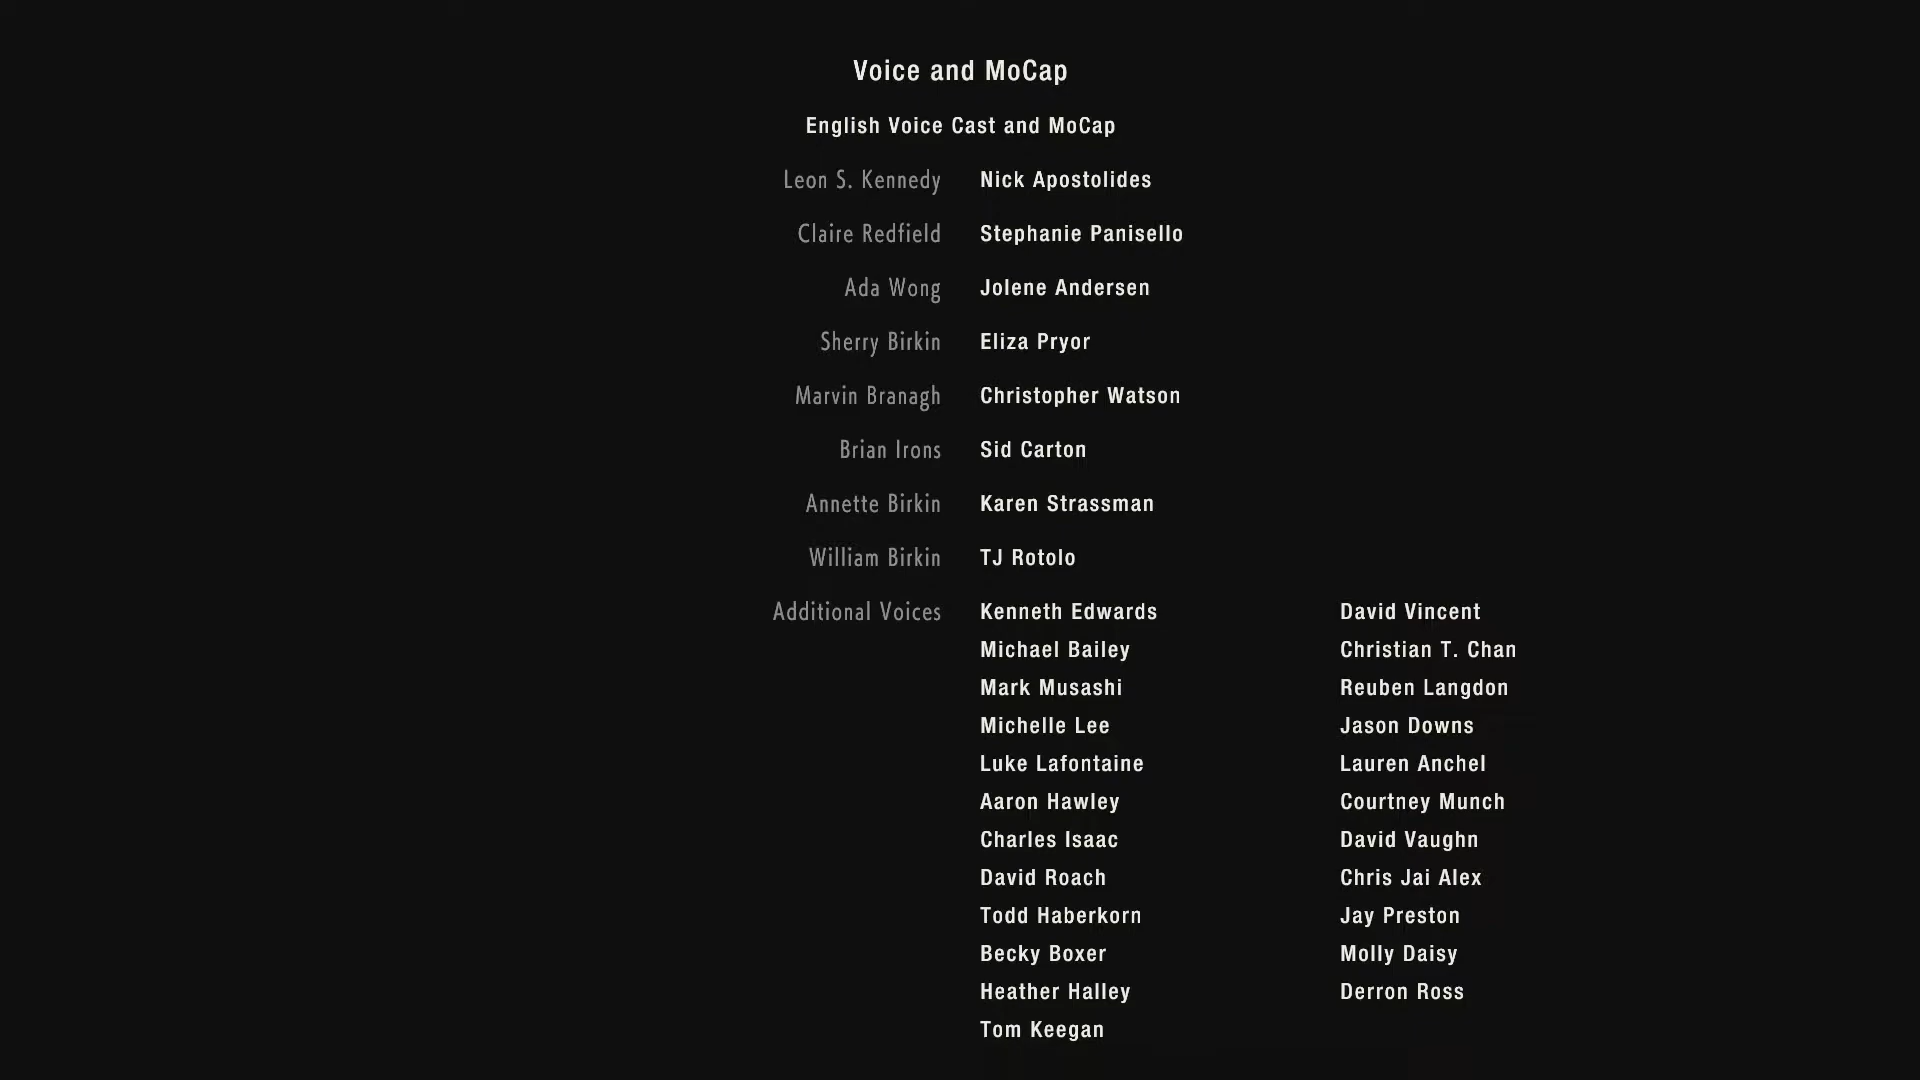 Voice and MoCap
English Voice Cast and MoCap
Leon S. Kennedy Nick Apostolides
Claire Redfield Stephanie Panisello
Ada Wong Jolene Andersen
Sherry Birkin Eliza Pryor
Marvin Branagh Christopher Watson
Brian Irons Sid Carton
Annette Birkin Karen Strassman
William Birkin TJ Rotolo
Additional Voices Kenneth Edwards David Vincent
Michael Bailey Christian T. Chan
Mark Musashi Reuben Langdon
Michelle Lee Jason Downs
Luke Lafontaine Lauren Anchel
Aaron Hawley Courtney Munch
Charles Isaac David Vaughn
David Roach Chris Jai Alex
Todd Haberkorn Jay Preston
Becky Boxer Molly Daisy
Heather Halley Derron Ross
Tom Keegan